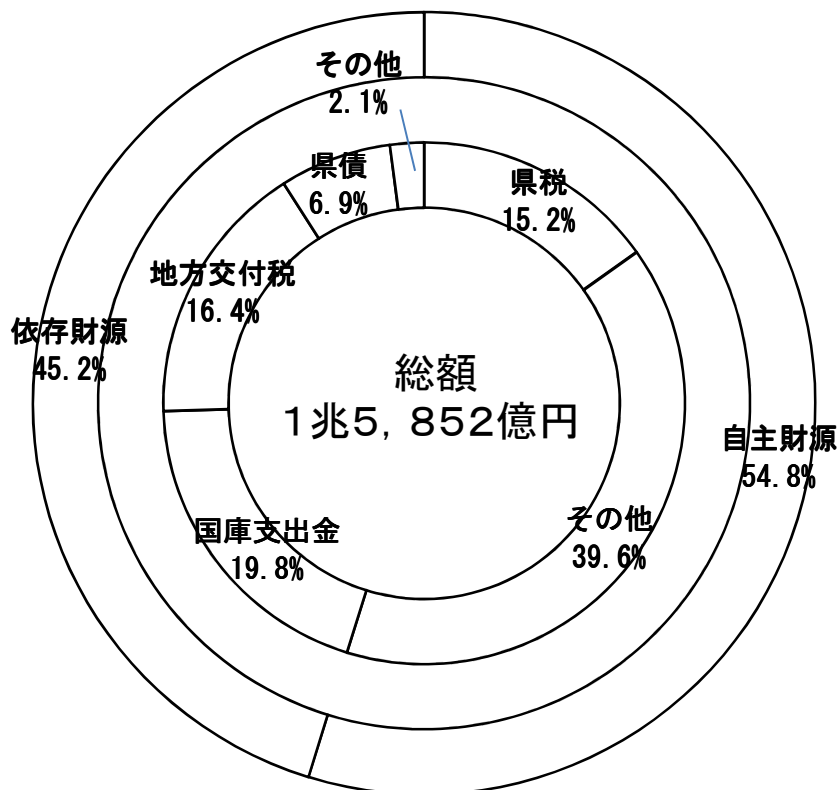 その他
2.1%
県債
6.9%
県税
15.2%
地方交付税
16.4%
依存財源
45.2%
総額
1兆5,852億円
自主財源
54.8%
国庫支出金
19.8%
その他
39.6%